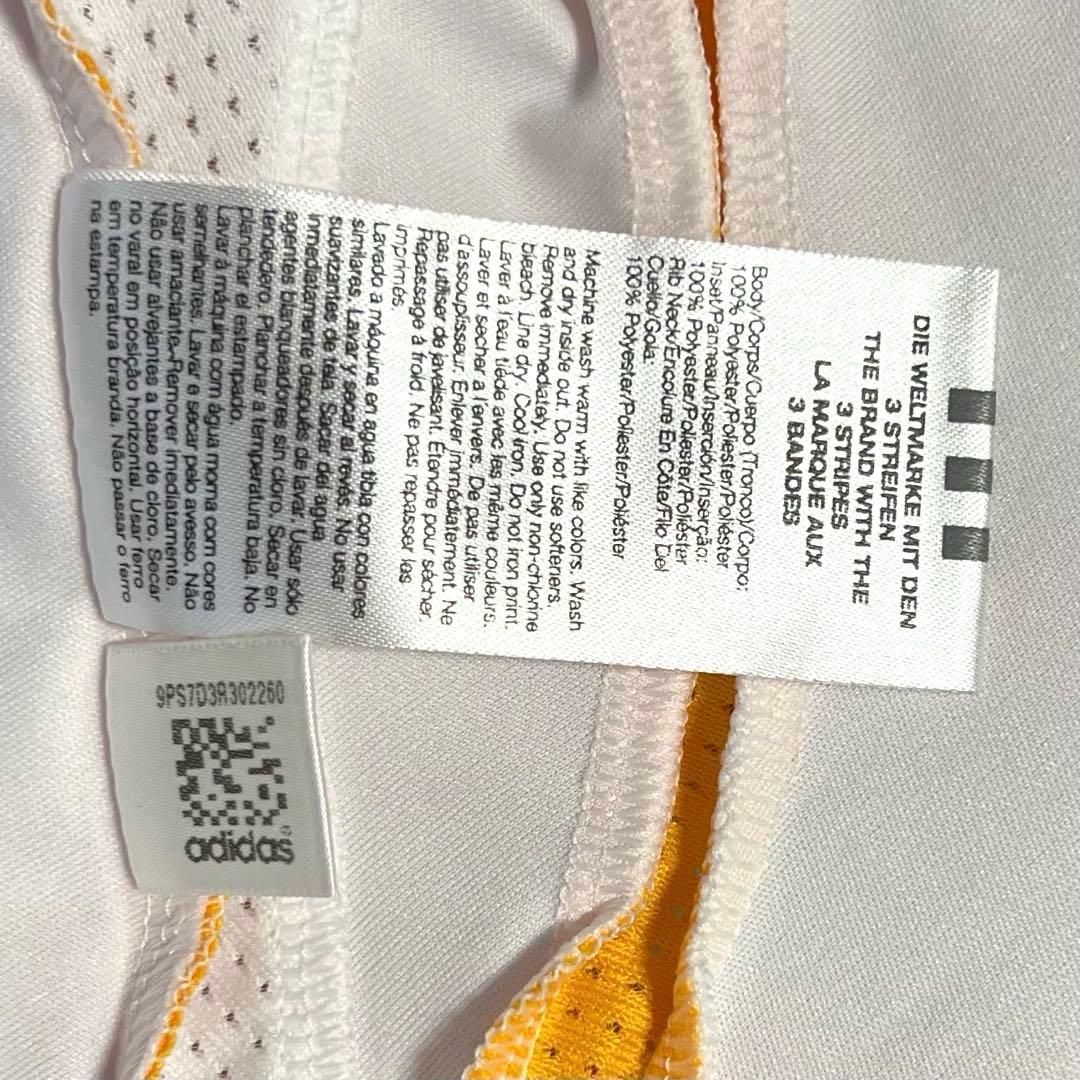 DIE WELTMARKE MIT DEN
3 STREIFEN
THE BRAND WITH THE
3 STRIPES
LA MARQUE AUX
3 BANDES
Body/Corps/Cuerpo (Tronco)/Corpo:
100% Polyester/Poliester/Poliéster
Inset/Panneau/Inserción/Inserção:
100% Polyester/Poliester/Poliéster
Rib Neck/Encolure En Côte/Filo Del
Cuello/Gola:
100% Polyester/Poliester/Poliéster
Machine wash warm with like colors. Wash
and dry inside out. Do not use softeners.
Remove immediately. Use only non-chlorine
bleach. Line dry. Cool iron. Do not iron print.
Laver à l'eau tiède avec les même couleurs.
Laver et secher a l'envers. De pas utiliser
d'assouplisseur. Enlever immédiatement. Ne
pas utiliser de javelisant. Étendre pour sécher.
Repassage à froid. Ne pas repasser las
imprimés.
Lavado a máquina en agua tibia con colores
similares. Lavar y secar al revés. No usar
suavizantes de tela. Sacar del agua
inmediatamente después de lavar. Usar sólo
agentes blanqueadores sin cloro. Secar en
tendedero. Planchar a temperatura baja. No
planchar el estampado.
Lavar à máquina com água morna com cores
semelhantes. Lavar e secar pelo avesso. Não
usar amaciante. Remover imediatamente.
Não usar alvejantes a base de cloro. Secar
no varal em posição horizontal. Usar ferro
em temperatura branda. Não passar o ferro
na estampa.
9PS7D3R302260
adidas